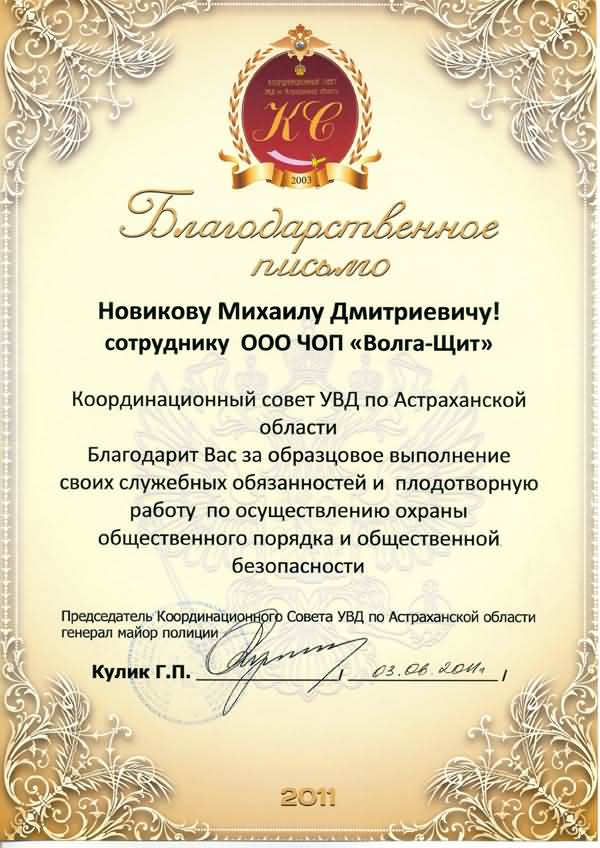 КООРДИНАЦИОННЫЙ СОВЕТ
УВД по Астраханской области
КС
2003
Благодарственное
письмо
Новикову Михаилу Дмитриевичу!
сотруднику ООО ЧОП «Волга-Щит»
Координационный совет УВД по Астраханской
области
Благодарит Вас за образцовое выполнение
своих служебных обязанностей и плодотворную
работу по осуществлению охраны
общественного порядка и общественной
безопасности
Председатель Координационного Совета УВД по Астраханской области
генерал майор полиции
Кулик Г.П. / 03.06.2011г /
2011